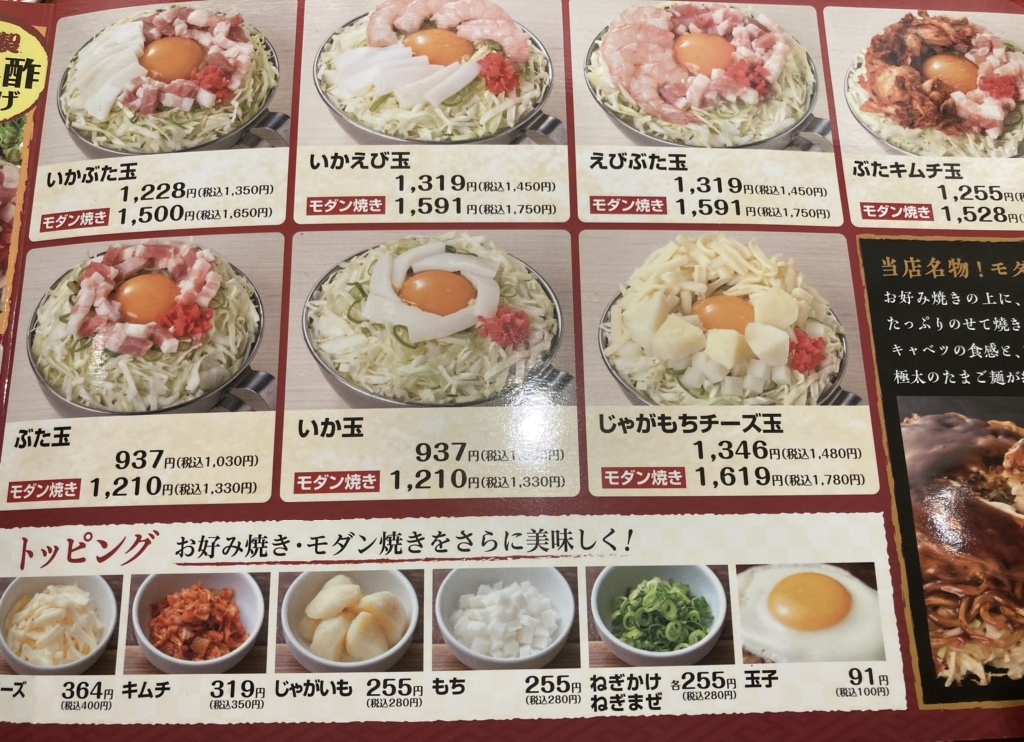 製
酢
げ
いかぶた玉
1,228円(税込1,350円)
モダン焼き 1,500円(税込1,650円)
いかえび玉
1,319円(税込1,450円)
モダン焼き 1,591円(税込1,750円)
えびぶた玉
1,319円(税込1,450円)
モダン焼き 1,591円(税込1,750円)
ぶたキムチ玉
1,255円(税込
モダン焼き 1,528円(税込
ぶた玉
937円(税込1,030円)
モダン焼き 1,210円(税込1,330円)
いか玉
937円(税込1,030円)
モダン焼き 1,210円(税込1,330円)
じゃがもちチーズ玉
1,346円(税込1,480円)
モダン焼き 1,619円(税込1,780円)
当店名物!モダ
お好み焼きの上に、
たっぷりのせて焼き
キャベツの食感と、
極太のたまご麺が
トッピング お好み焼き・モダン焼きをさらに美味しく!
ーズ 364円
(税込400円)
キムチ 319円
(税込350円)
じゃがいも 255円
(税込280円)
もち 255円
(税込280円)
ねぎかけ
ねぎまぜ 各255円
(税込280円)
玉子 91円
(税込100円)